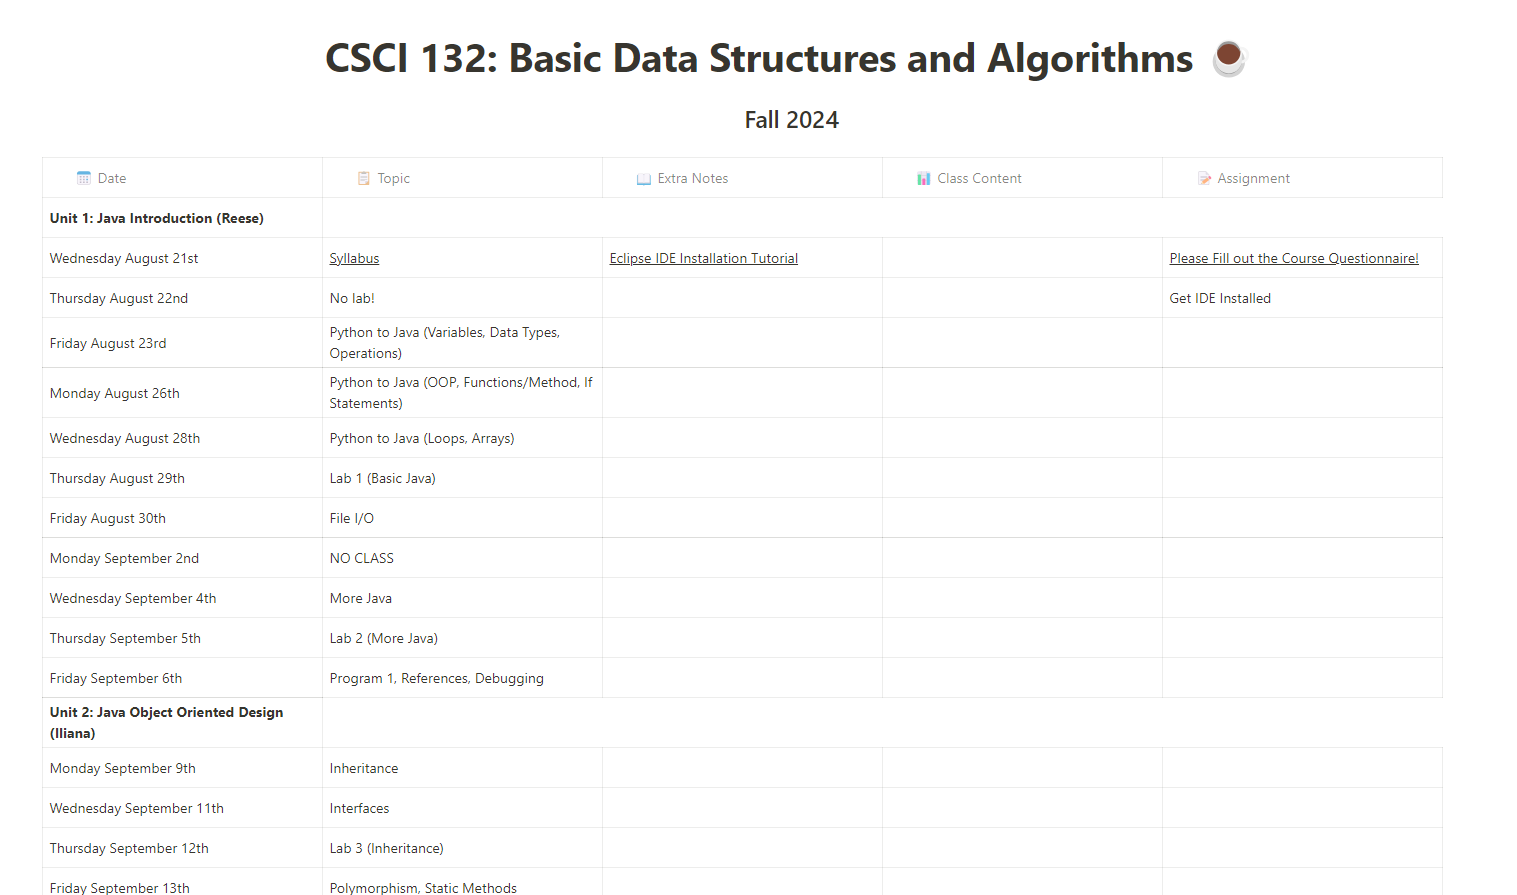 CSCI 132: Basic Data Structures and Algorithms
Fall 2024
Date Topic Extra Notes Class Content Assignment
Unit 1: Java Introduction (Reese)
Wednesday August 21st Syllabus Eclipse IDE Installation Tutorial Please Fill out the Course Questionnaire!
Thursday August 22nd No lab! Get IDE Installed
Friday August 23rd Python to Java (Variables, Data Types,
Operations)
Monday August 26th Python to Java (OOP, Functions/Method, If
Statements)
Wednesday August 28th Python to Java (Loops, Arrays)
Thursday August 29th Lab 1 (Basic Java)
Friday August 30th File I/O
Monday September 2nd NO CLASS
Wednesday September 4th More Java
Thursday September 5th Lab 2 (More Java)
Friday September 6th Program 1, References, Debugging
Unit 2: Java Object Oriented Design
(Iliana)
Monday September 9th Inheritance
Wednesday September 11th Interfaces
Thursday September 12th Lab 3 (Inheritance)
Friday September 13th Polymorphism, Static Methods